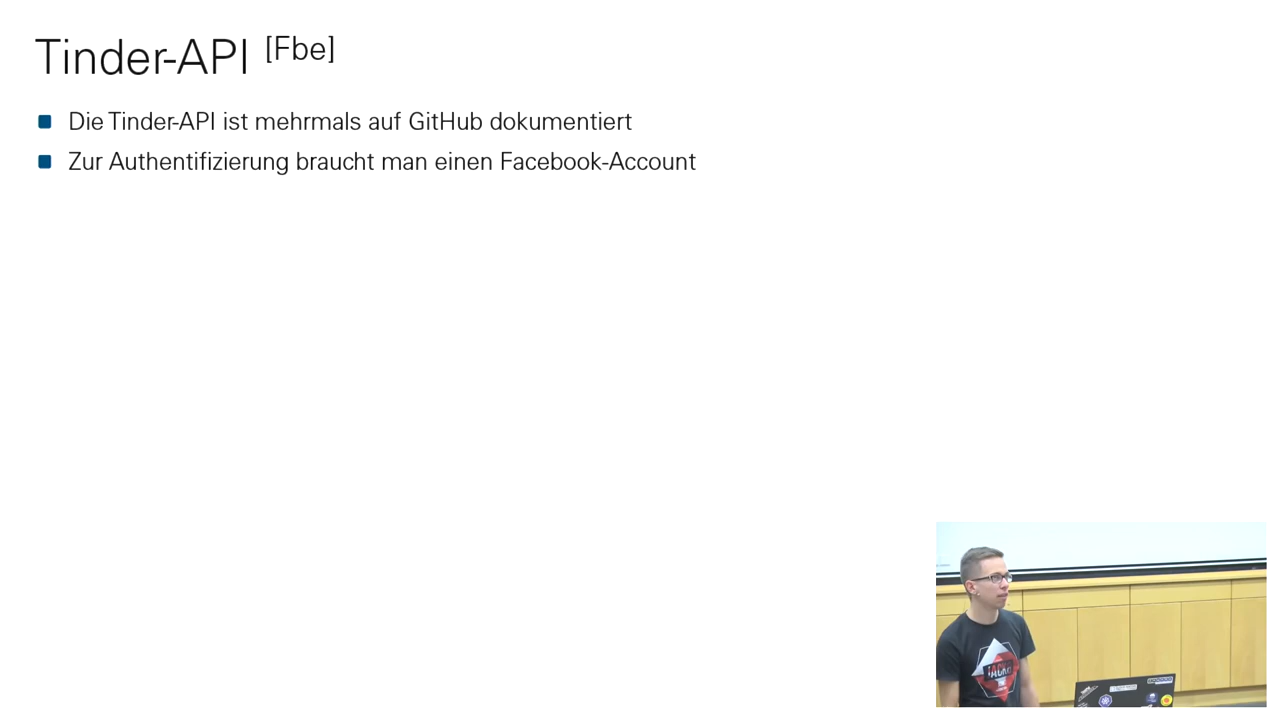 Tinder-API [Fbe]
Die Tinder-API ist mehrmals auf GitHub dokumentiert
Zur Authentifizierung braucht man einen Facebook-Account